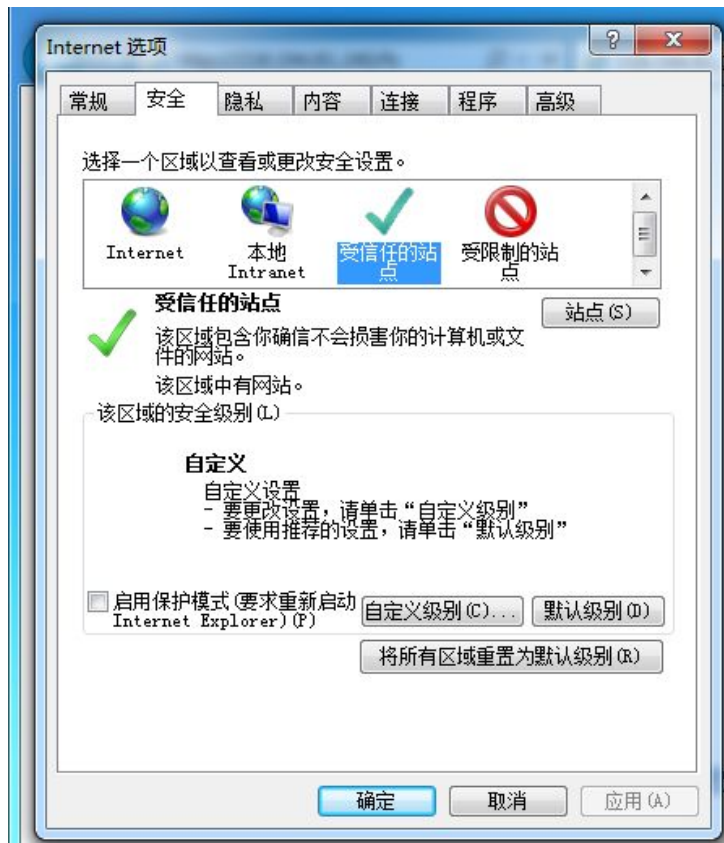 Internet 选项
常规 安全 隐私 内容 连接 程序 高级
选择一个区域以查看或更改安全设置。
Internet
本地
Intranet
受信任的站
点
受限制的站
点
受信任的站点
站点(S)
该区域包含你确信不会损害你的计算机或文
件的网站。
该区域中有网站。
该区域的安全级别(L)
自定义
自定义设置
- 要更改设置，请单击“自定义级别”
- 要使用推荐的设置，请单击“默认级别”
启用保护模式(要求重新启动
Internet Explorer)(P)
自定义级别(C)... 默认级别(D)
将所有区域重置为默认级别(R)
确定 取消 应用(A)